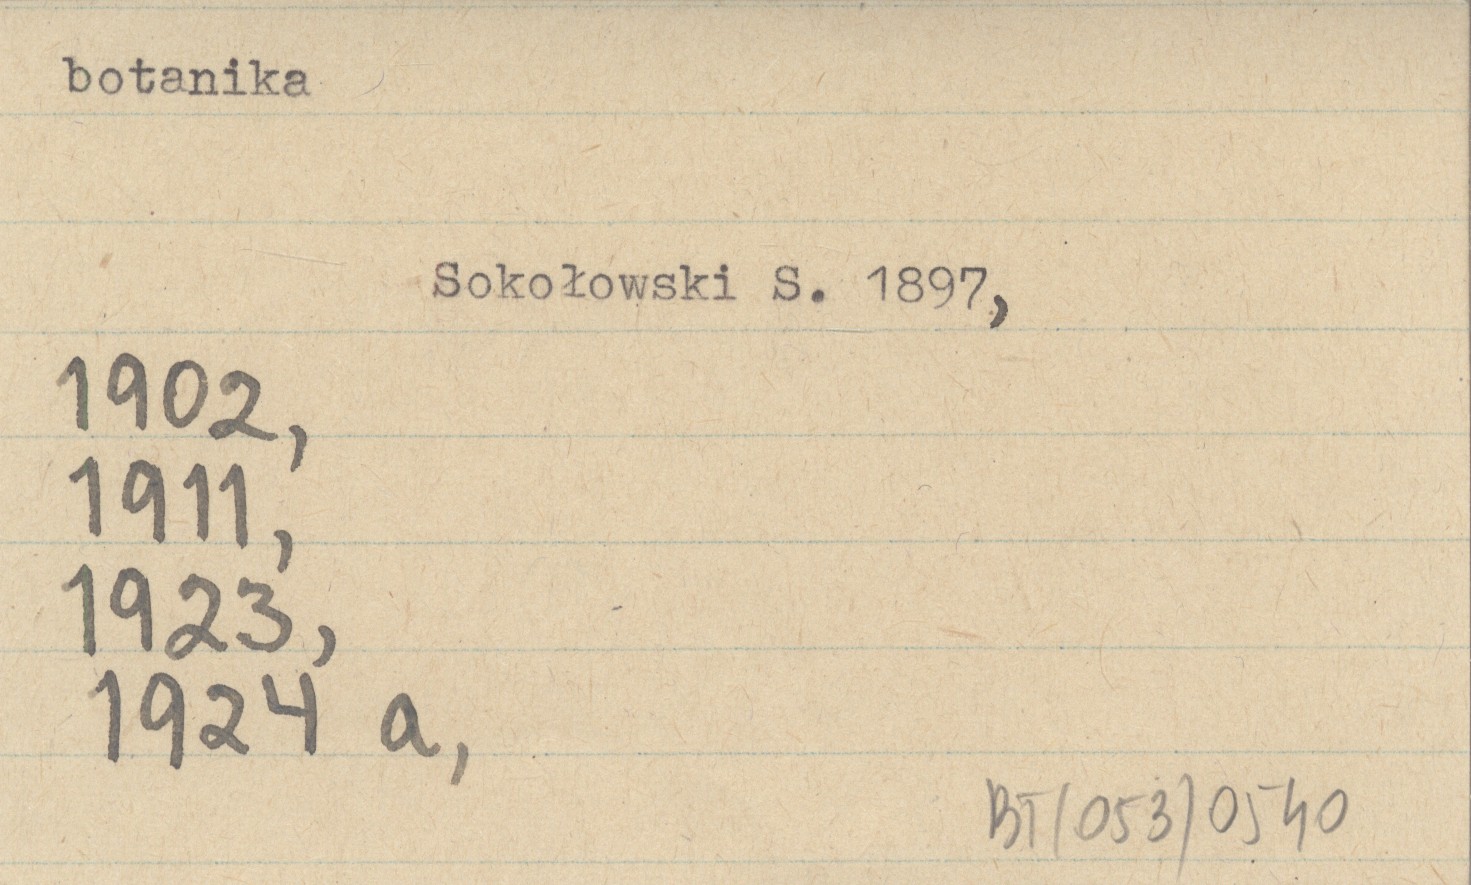 botanika
Sokołowski S. 1897,
1902,
1911,
1923,
1924 a,
BT(053)0540